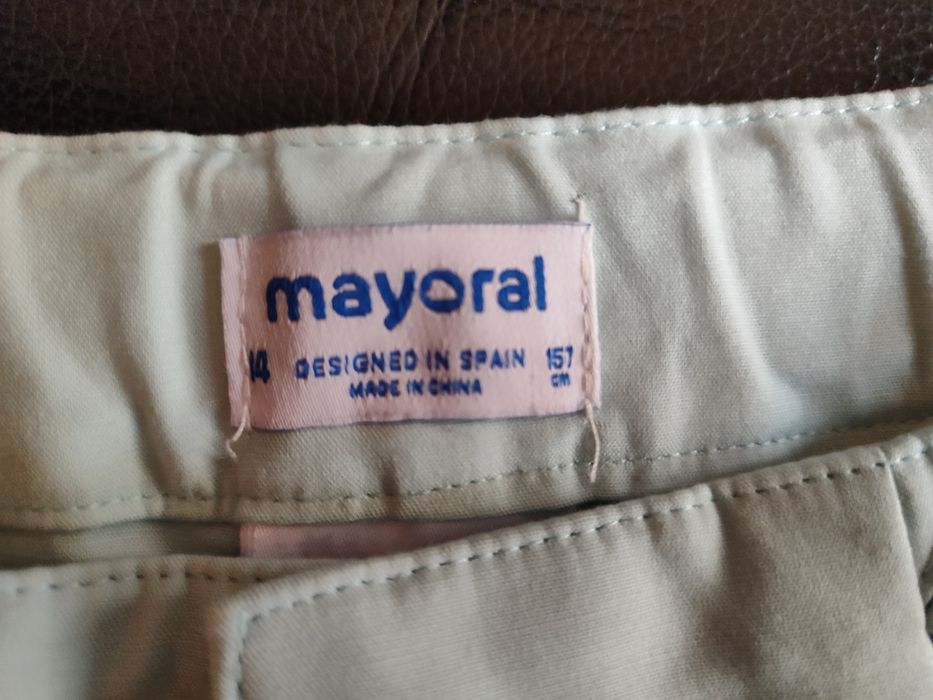 mayoral
14 DESIGNED IN SPAIN 157
MADE IN CHINA cm